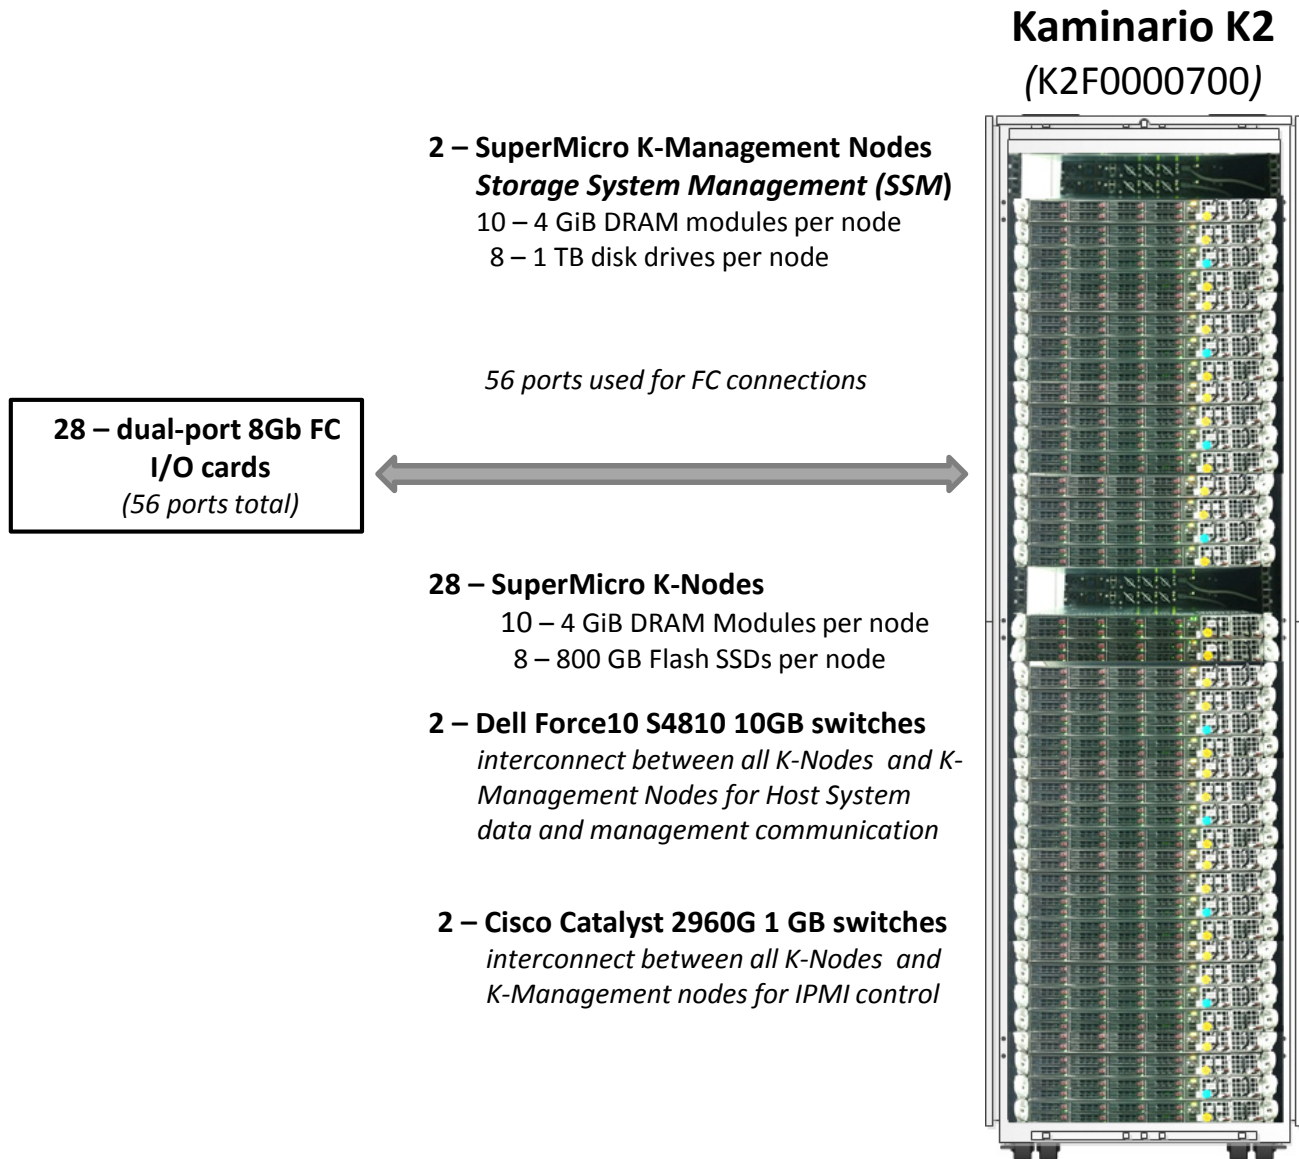 Kaminario K2
(K2F0000700)
2 – SuperMicro K-Management Nodes
Storage System Management (SSM)
10 – 4 GiB DRAM modules per node
8 – 1 TB disk drives per node
56 ports used for FC connections
28 – dual-port 8Gb FC
I/O cards
(56 ports total)
28 – SuperMicro K-Nodes
10 – 4 GiB DRAM Modules per node
8 – 800 GB Flash SSDs per node
2 – Dell Force10 S4810 10GB switches
interconnect between all K-Nodes and K-
Management Nodes for Host System
data and management communication
2 – Cisco Catalyst 2960G 1 GB switches
interconnect between all K-Nodes and
K-Management nodes for IPMI control